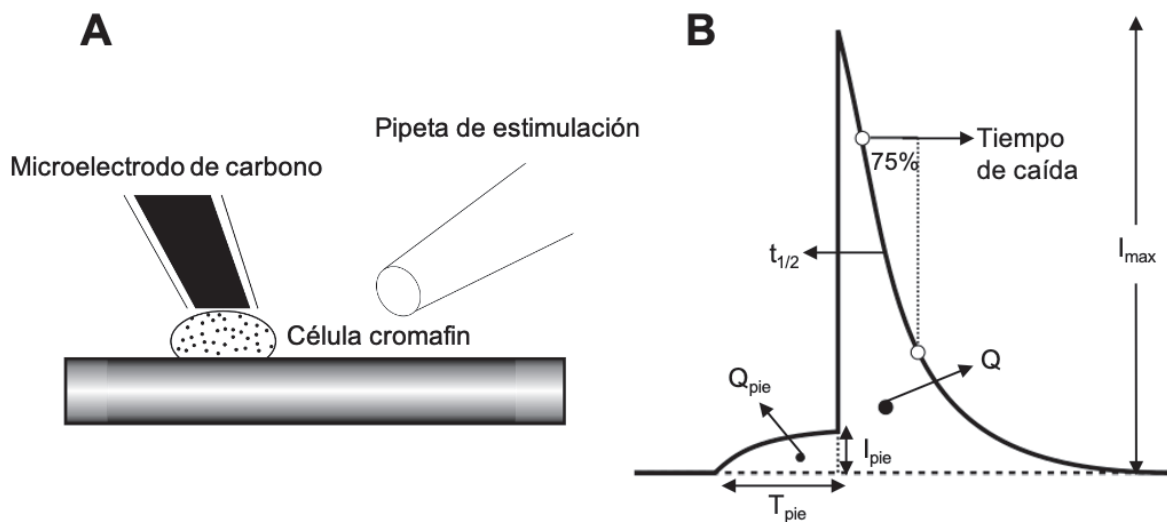 A
Pipeta de estimulación
Microelectrodo de carbono
Célula cromafin
B
Tiempo
de caída
75%
t1/2
Imax
Q
Qpie
Ipie
Tpie